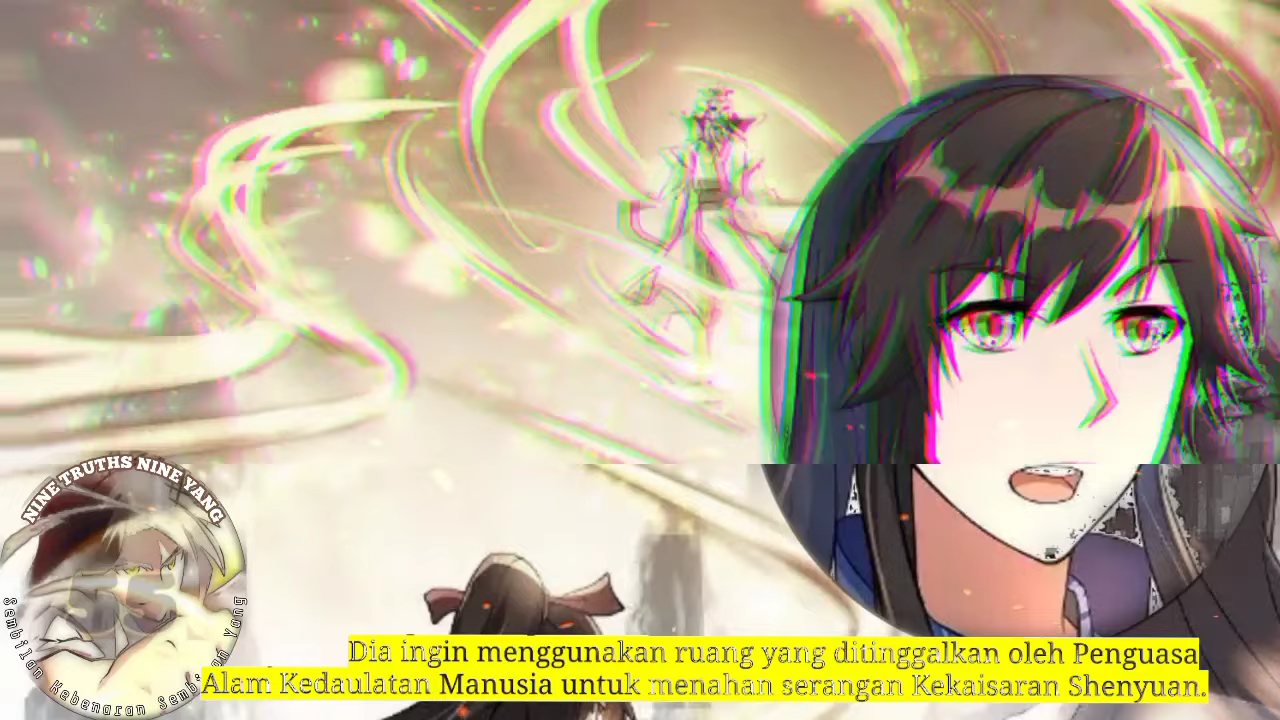 NINE TRUTHS NINE YANG
Sembilan Kebenaran
Yang
Dia ingin menggunakan ruang yang ditinggalkan oleh Penguasa
Alam Kedaulatan Manusia untuk menahan serangan Kekaisaran Shenyuan.